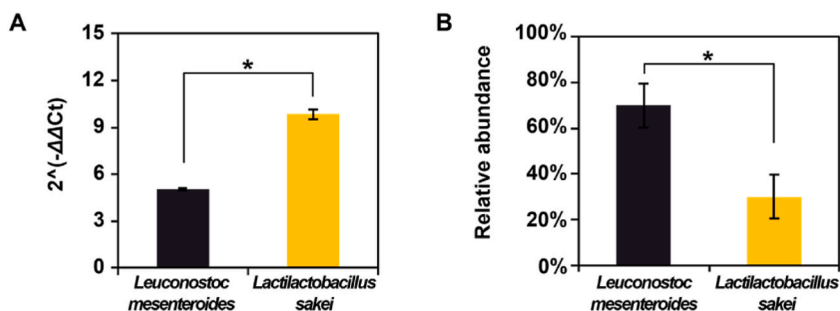 A
2^(-ΔΔCt)
15
12
9
6
3
0
*
Leuconostoc
mesenteroides
Lactilactobacillus
sakei
B
Relative abundance
100%
80%
60%
40%
20%
0%
*
Leuconostoc
mesenteroides
Lactilactobacillus
sakei